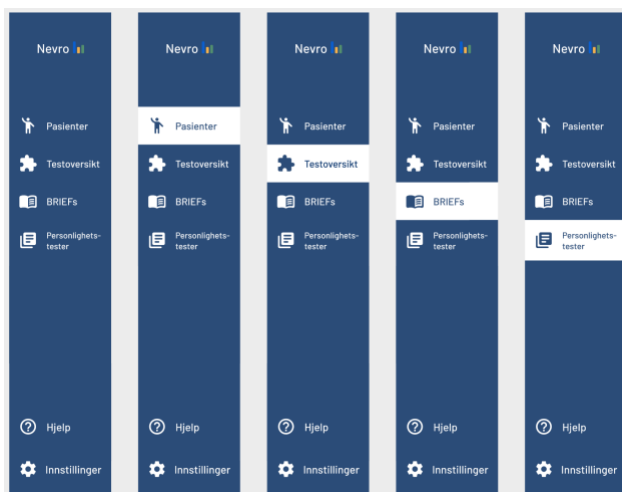 Nevro
Pasienter
Testoversikt
BRIEFs
Personlighets-
tester
Hjelp
Innstillinger
Nevro
Pasienter
Testoversikt
BRIEFs
Personlighets-
tester
Hjelp
Innstillinger
Nevro
Pasienter
Testoversikt
BRIEFs
Personlighets-
tester
Hjelp
Innstillinger
Nevro
Pasienter
Testoversikt
BRIEFs
Personlighets-
tester
Hjelp
Innstillinger
Nevro
Pasienter
Testoversikt
BRIEFs
Personlighets-
tester
Hjelp
Innstillinger